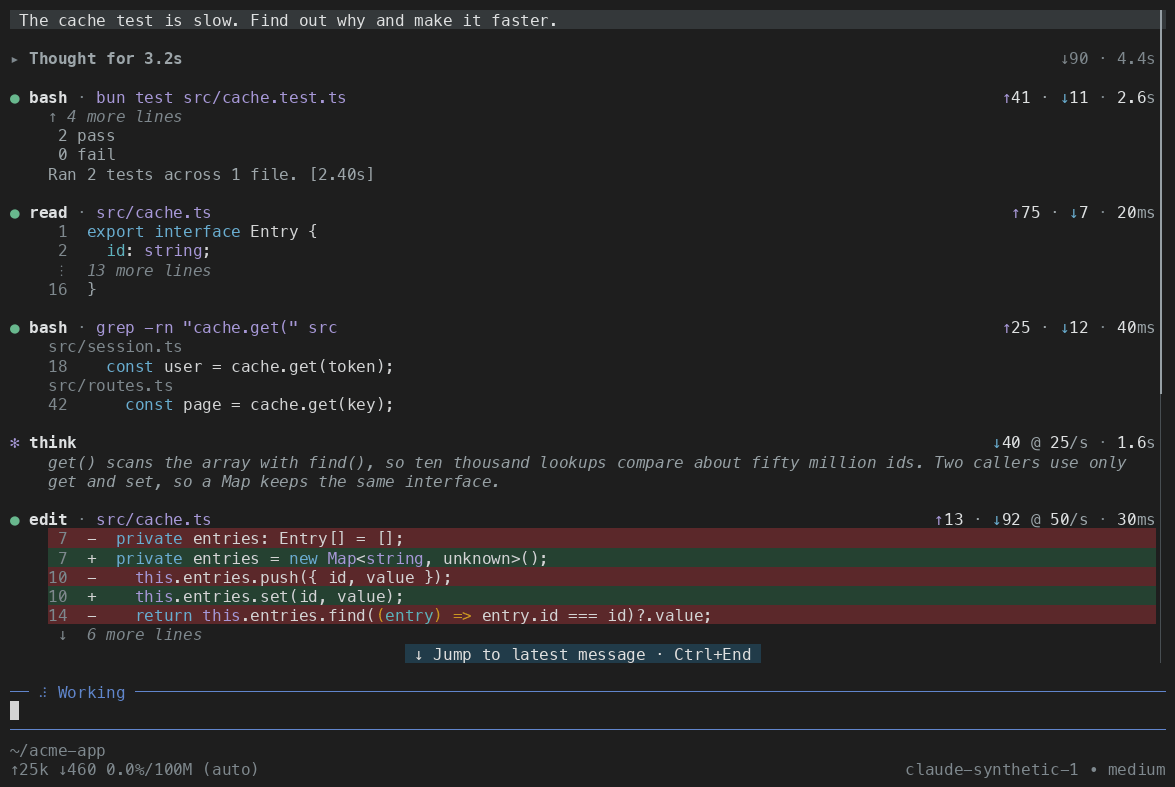 The cache test is slow. Find out why and make it faster.
▸ Thought for 3.2s ↓90 · 4.4s
● bash · bun test src/cache.test.ts ↑41 · ↓11 · 2.6s
↑ 4 more lines
2 pass
0 fail
Ran 2 tests across 1 file. [2.40s]
● read · src/cache.ts ↑75 · ↓7 · 20ms
1 export interface Entry {
2 id: string;
⋮ 13 more lines
16 }
● bash · grep -rn "cache.get(" src ↑25 · ↓12 · 40ms
src/session.ts
18 const user = cache.get(token);
src/routes.ts
42 const page = cache.get(key);
✻ think ↓40 @ 25/s · 1.6s
get() scans the array with find(), so ten thousand lookups compare about fifty million ids. Two callers use only
get and set, so a Map keeps the same interface.
● edit · src/cache.ts ↑13 · ↓92 @ 50/s · 30ms
7 - private entries: Entry[] = [];
7 + private entries = new Map<string, unknown>();
10 - this.entries.push({ id, value });
10 + this.entries.set(id, value);
14 - return this.entries.find((entry) => entry.id === id)?.value;
↓ 6 more lines
↓ Jump to latest message · Ctrl+End
Working
~/acme-app
↑25k ↓460 0.0%/100M (auto) claude-synthetic-1 • medium